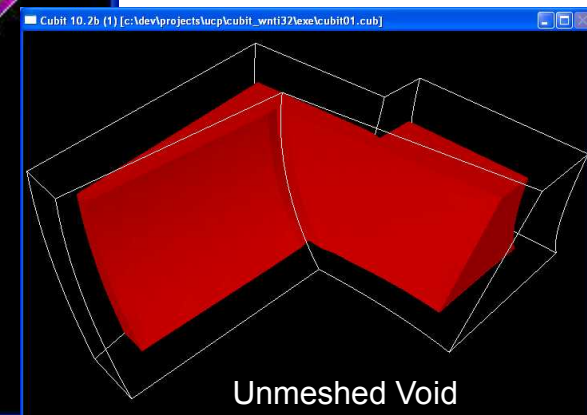 Cubit 10.2b (1) [c:\dev\projects\ucp\cubit_wnti32\exe\cubit01.cub]
Unmeshed Void